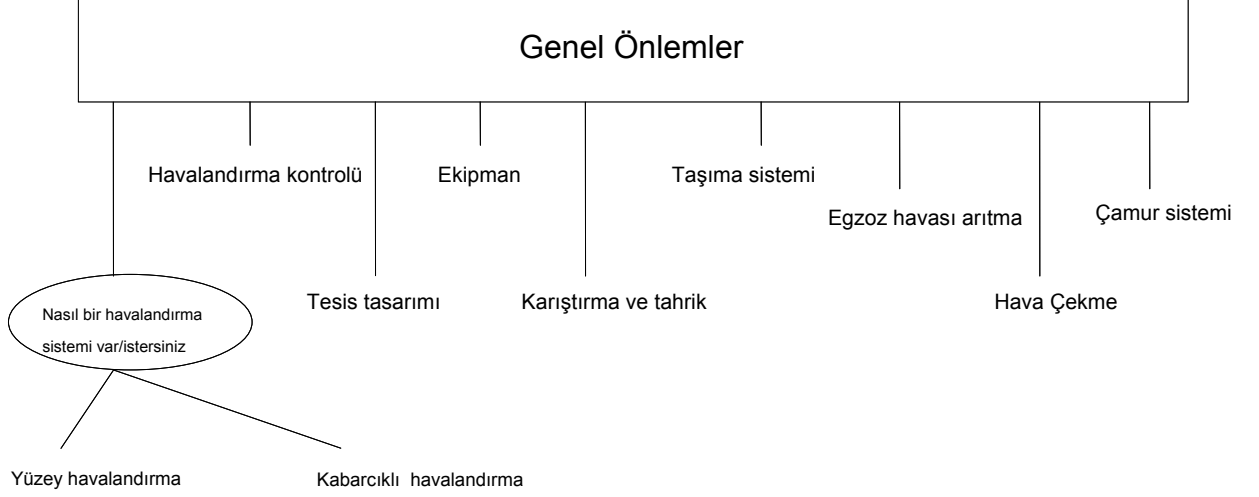 Genel Önlemler
Havalandırma kontrolü
Ekipman
Taşıma sistemi
Egzoz havası arıtma
Çamur sistemi
Tesis tasarımı
Karıştırma ve tahrik
Hava Çekme
Nasıl bir havalandırma
sistemi var/istersiniz
Yüzey havalandırma
Kabarcıklı havalandırma